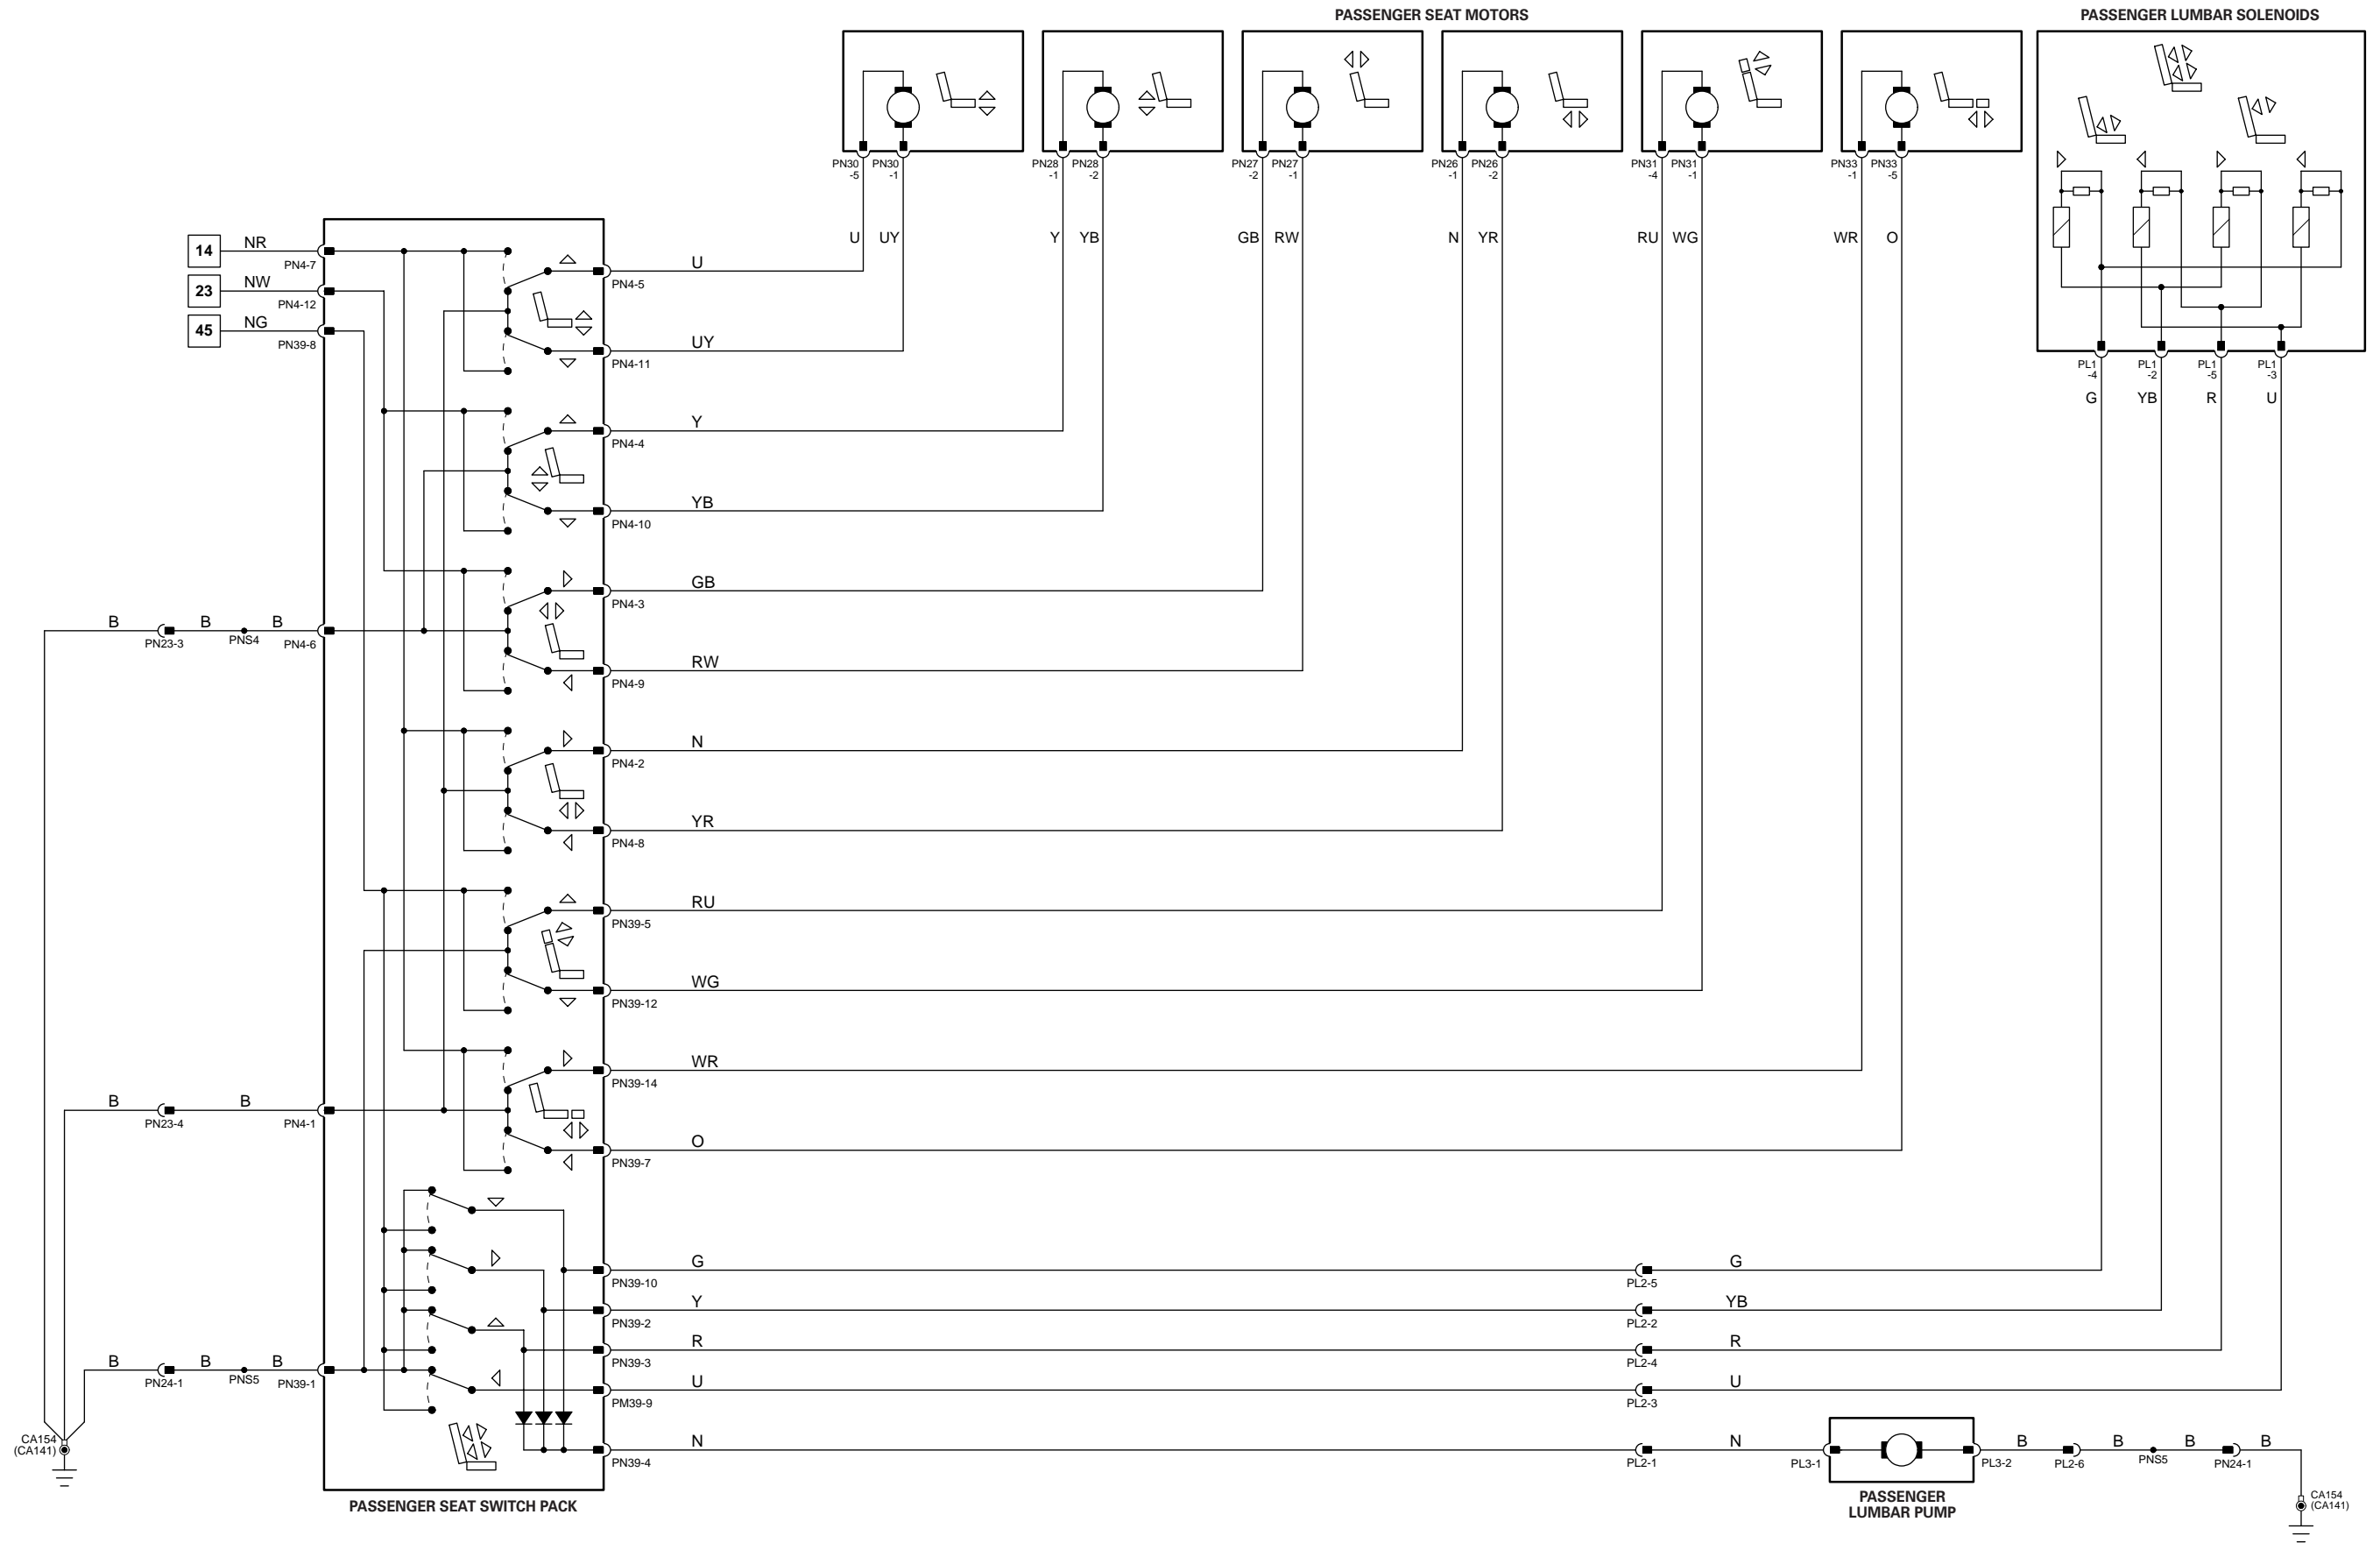 PASSENGER SEAT MOTORS
PASSENGER LUMBAR SOLENOIDS
PN30 -5
PN30 -1
PN28 -1
PN28 -2
PN27 -2
PN27 -1
PN26 -1
PN26 -2
PN31 -4
PN31 -1
PN33 -1
PN33 -5
U UY Y YB GB RW N YR RU WG WR O
14 NR PN4-7
23 NW PN4-12
45 NG PN39-8
U
PN4-5
UY
PN4-11
PL1 -4
PL1 -2
PL1 -5
PL1 -3
G YB R U
Y
PN4-4
YB
PN4-10
GB
PN4-3
B B B
PN23-3 PNS4 PN4-6
RW
PN4-9
N
PN4-2
YR
PN4-8
RU
PN39-5
WG
PN39-12
WR
PN39-14
B B
PN23-4 PN4-1
O
PN39-7
G G
PN39-10 PL2-5
Y YB
PN39-2 PL2-2
R R
PN39-3 PL2-4
B B B
PN24-1 PNS5 PN39-1
U U
PM39-9 PL2-3
CA154
(CA141)
N N
PN39-4 PL2-1 PL3-1
B B B B
PL3-2 PL2-6 PNS5 PN24-1
PASSENGER SEAT SWITCH PACK
PASSENGER
LUMBAR PUMP
CA154
(CA141)